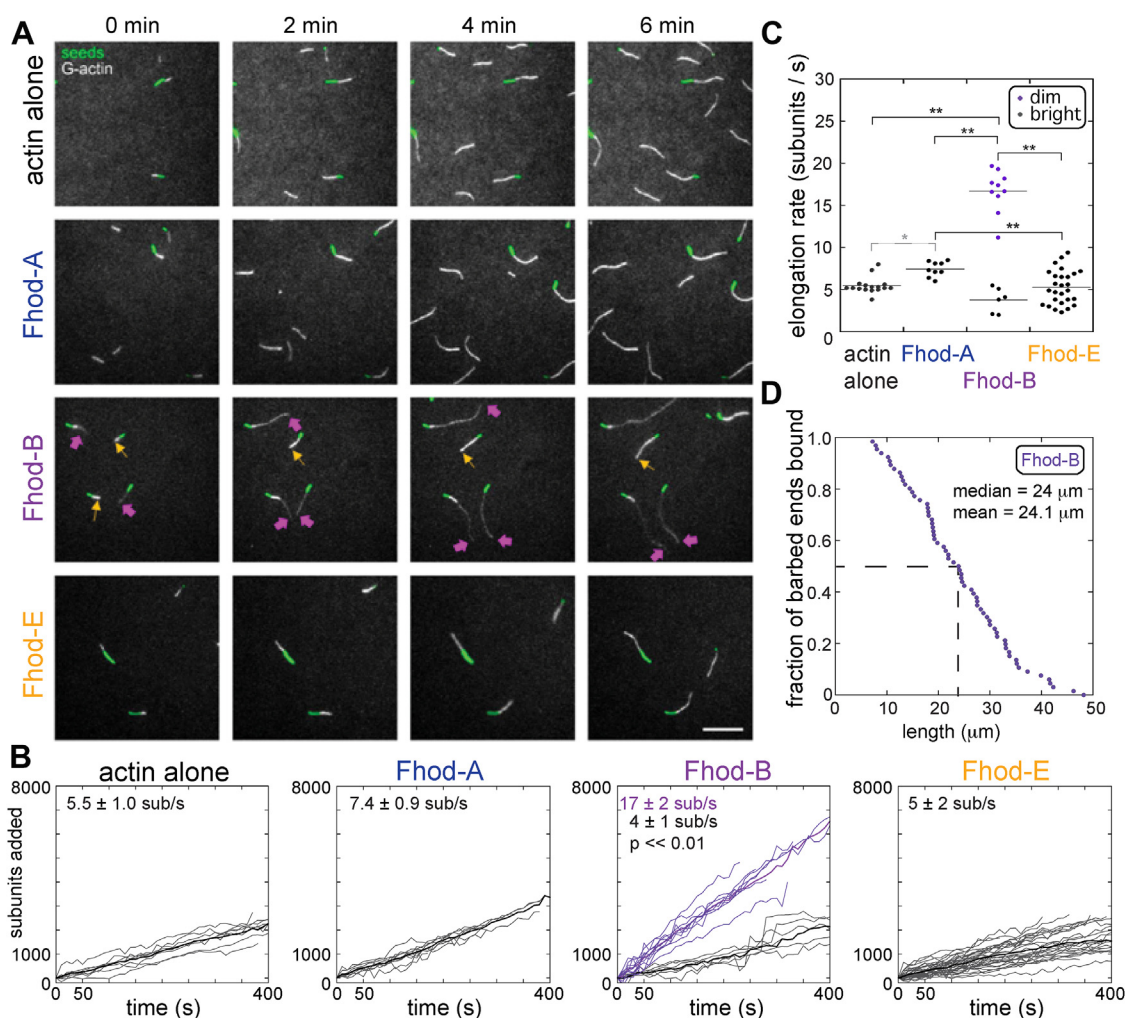 A
0 min
2 min
4 min
6 min
seeds
G-actin
actin alone
Fhod-A
Fhod-B
Fhod-E
C
elongation rate (subunits / s)
30
25
20
15
10
5
0
dim
bright
**
**
**
*
**
actin alone
Fhod-A
Fhod-B
Fhod-E
D
fraction of barbed ends bound
1.0
0.8
0.6
0.4
0.2
0
Fhod-B
median = 24 μm
mean = 24.1 μm
0
10
20
30
40
50
length (μm)
B
actin alone
Fhod-A
Fhod-B
Fhod-E
subunits added
8000
1000
0
5.5 ± 1.0 sub/s
0
50
400
time (s)
8000
1000
0
7.4 ± 0.9 sub/s
0
50
400
time (s)
8000
1000
0
17 ± 2 sub/s
4 ± 1 sub/s
p << 0.01
0
50
400
time (s)
8000
1000
0
5 ± 2 sub/s
0
50
400
time (s)